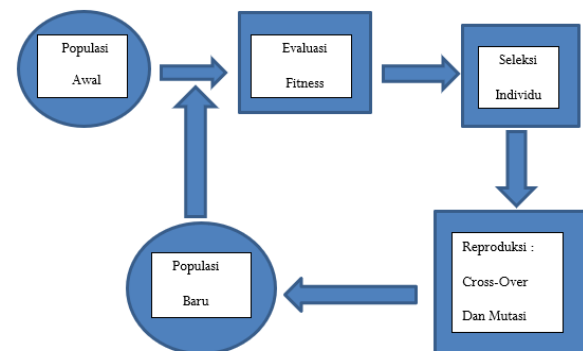 Populasi
Awal
Evaluasi
Fitness
Seleksi
Individu
Reproduksi :
Cross-Over
Dan Mutasi
Populasi
Baru